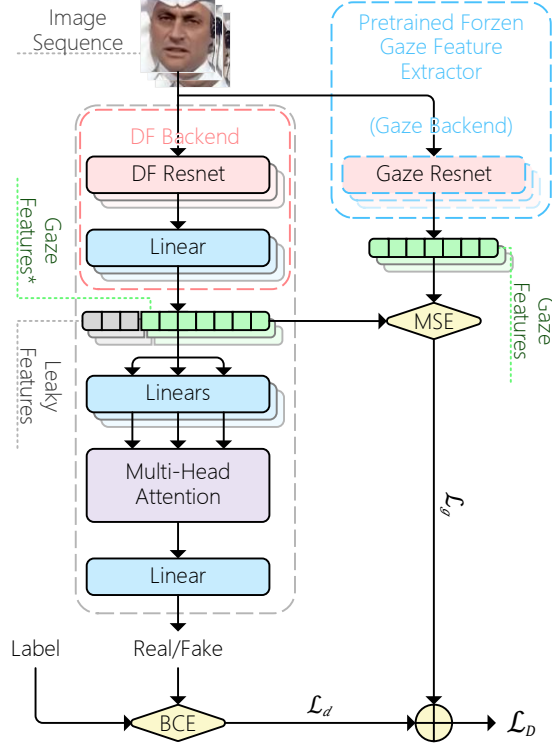 Image
Sequence
Pretrained Forzen
Gaze Feature
Extractor
(Gaze Backend)
DF Backend
DF Resnet
Gaze Resnet
Linear
Gaze
Features*
Gaze
Features
MSE
Leaky
Features
Linears
Multi-Head
Attention
ℒg
Linear
Label
Real/Fake
BCE
ℒd
ℒD